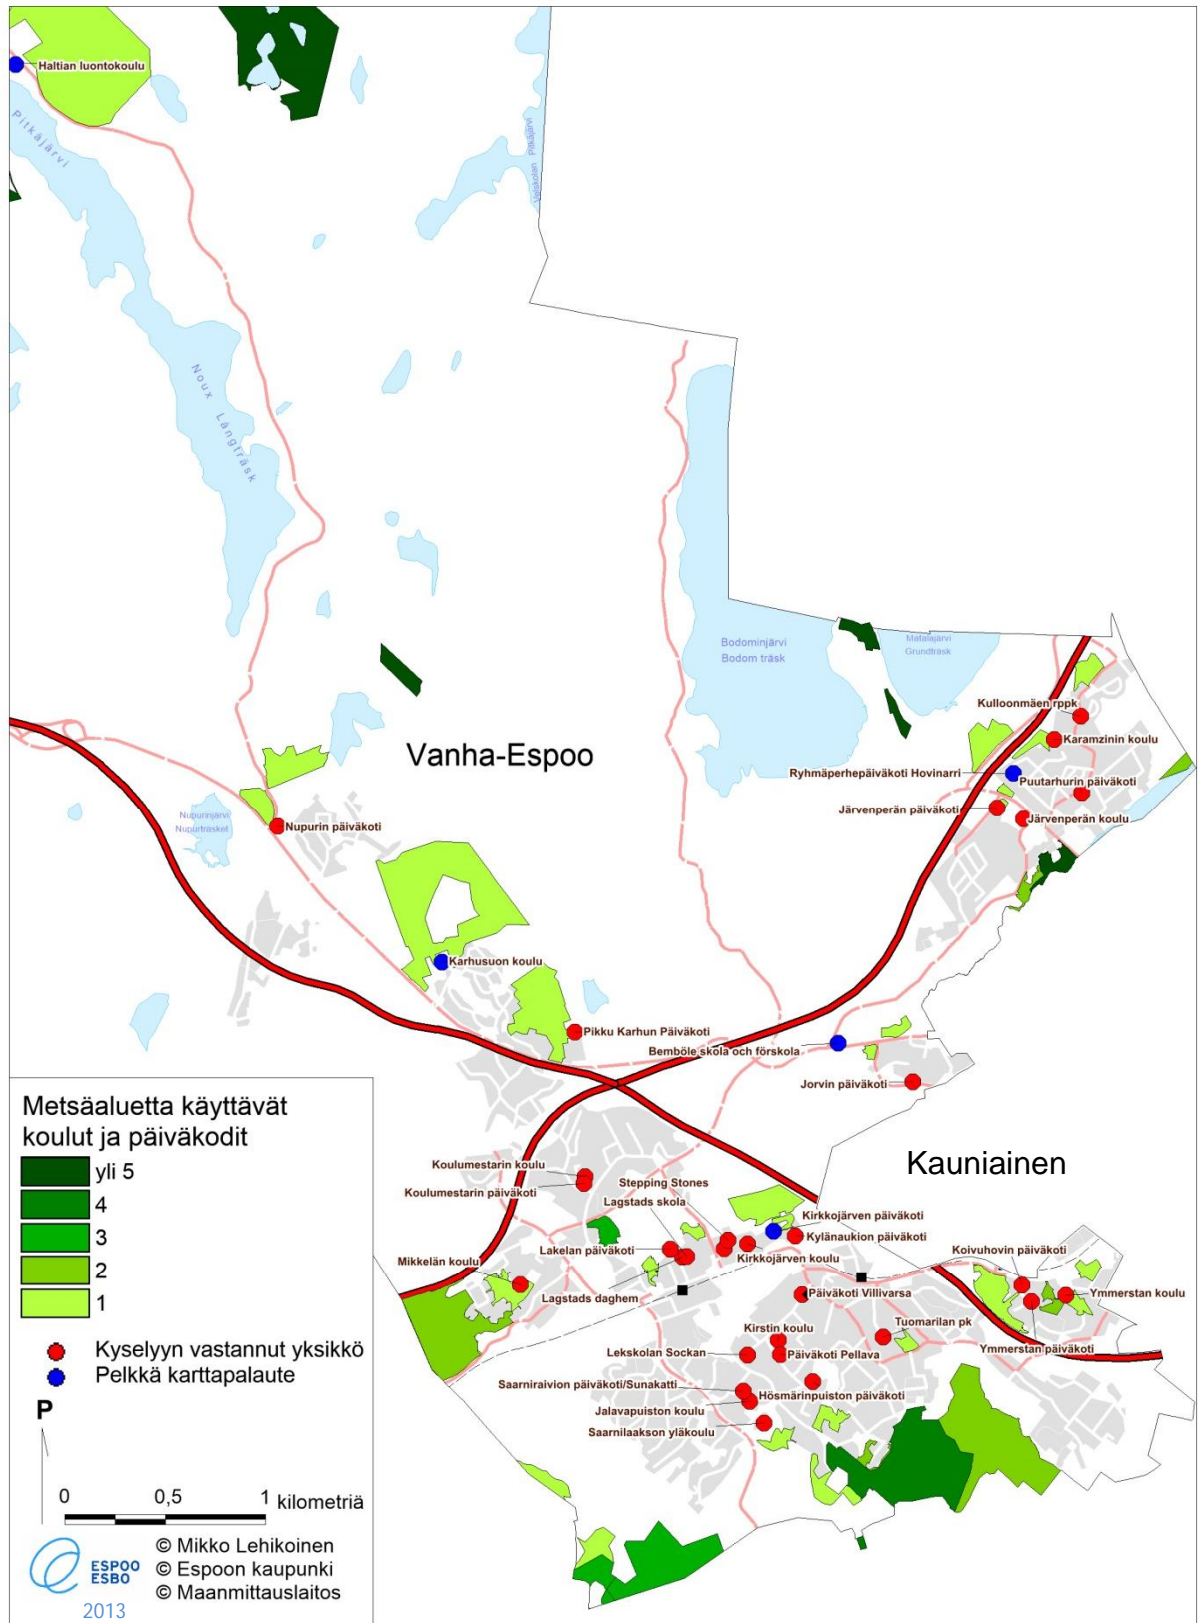 Haltian luontokoulu
Pitkäjärvi
Velskolan Pitkäjärvi
Noux Långträsk
Bodominjärvi
Bodom träsk
Matalajärvi
Grundträsk
Kulloonmäen rppk
Karamzinin koulu
Vanha-Espoo
Ryhmäperhepäiväkoti Hovinarri
Puutarhurin päiväkoti
Järvenperän päiväkoti
Järvenperän koulu
Nupurinjärvi
Nupurträsket
Nupurin päiväkoti
Karhusuon koulu
Pikku Karhun Päiväkoti
Bemböle skola och förskola
Jorvin päiväkoti
Kauniainen
Koulumestarin koulu
Koulumestarin päiväkoti
Stepping Stones
Lagstads skola
Kirkkojärven päiväkoti
Kylänaukion päiväkoti
Lakelan päiväkoti
Kirkkojärven koulu
Koivuhovin päiväkoti
Mikkelän koulu
Lagstads daghem
Päiväkoti Villivarsa
Ymmerstan koulu
Kirstin koulu
Tuomarilan pk
Ymmerstan päiväkoti
Lekskolan Sockan
Päiväkoti Pellava
Saarniraivion päiväkoti/Sunakatti
Hösmärinpuiston päiväkoti
Jalavapuiston koulu
Saarnilaakson yläkoulu
Metsäaluetta käyttävät
koulut ja päiväkodit
yli 5
4
3
2
1
Kyselyyn vastannut yksikkö
Pelkkä karttapalaute
P
0 0,5 1 kilometriä
ESPOO
ESBO
© Mikko Lehikoinen
© Espoon kaupunki
© Maanmittauslaitos
2013